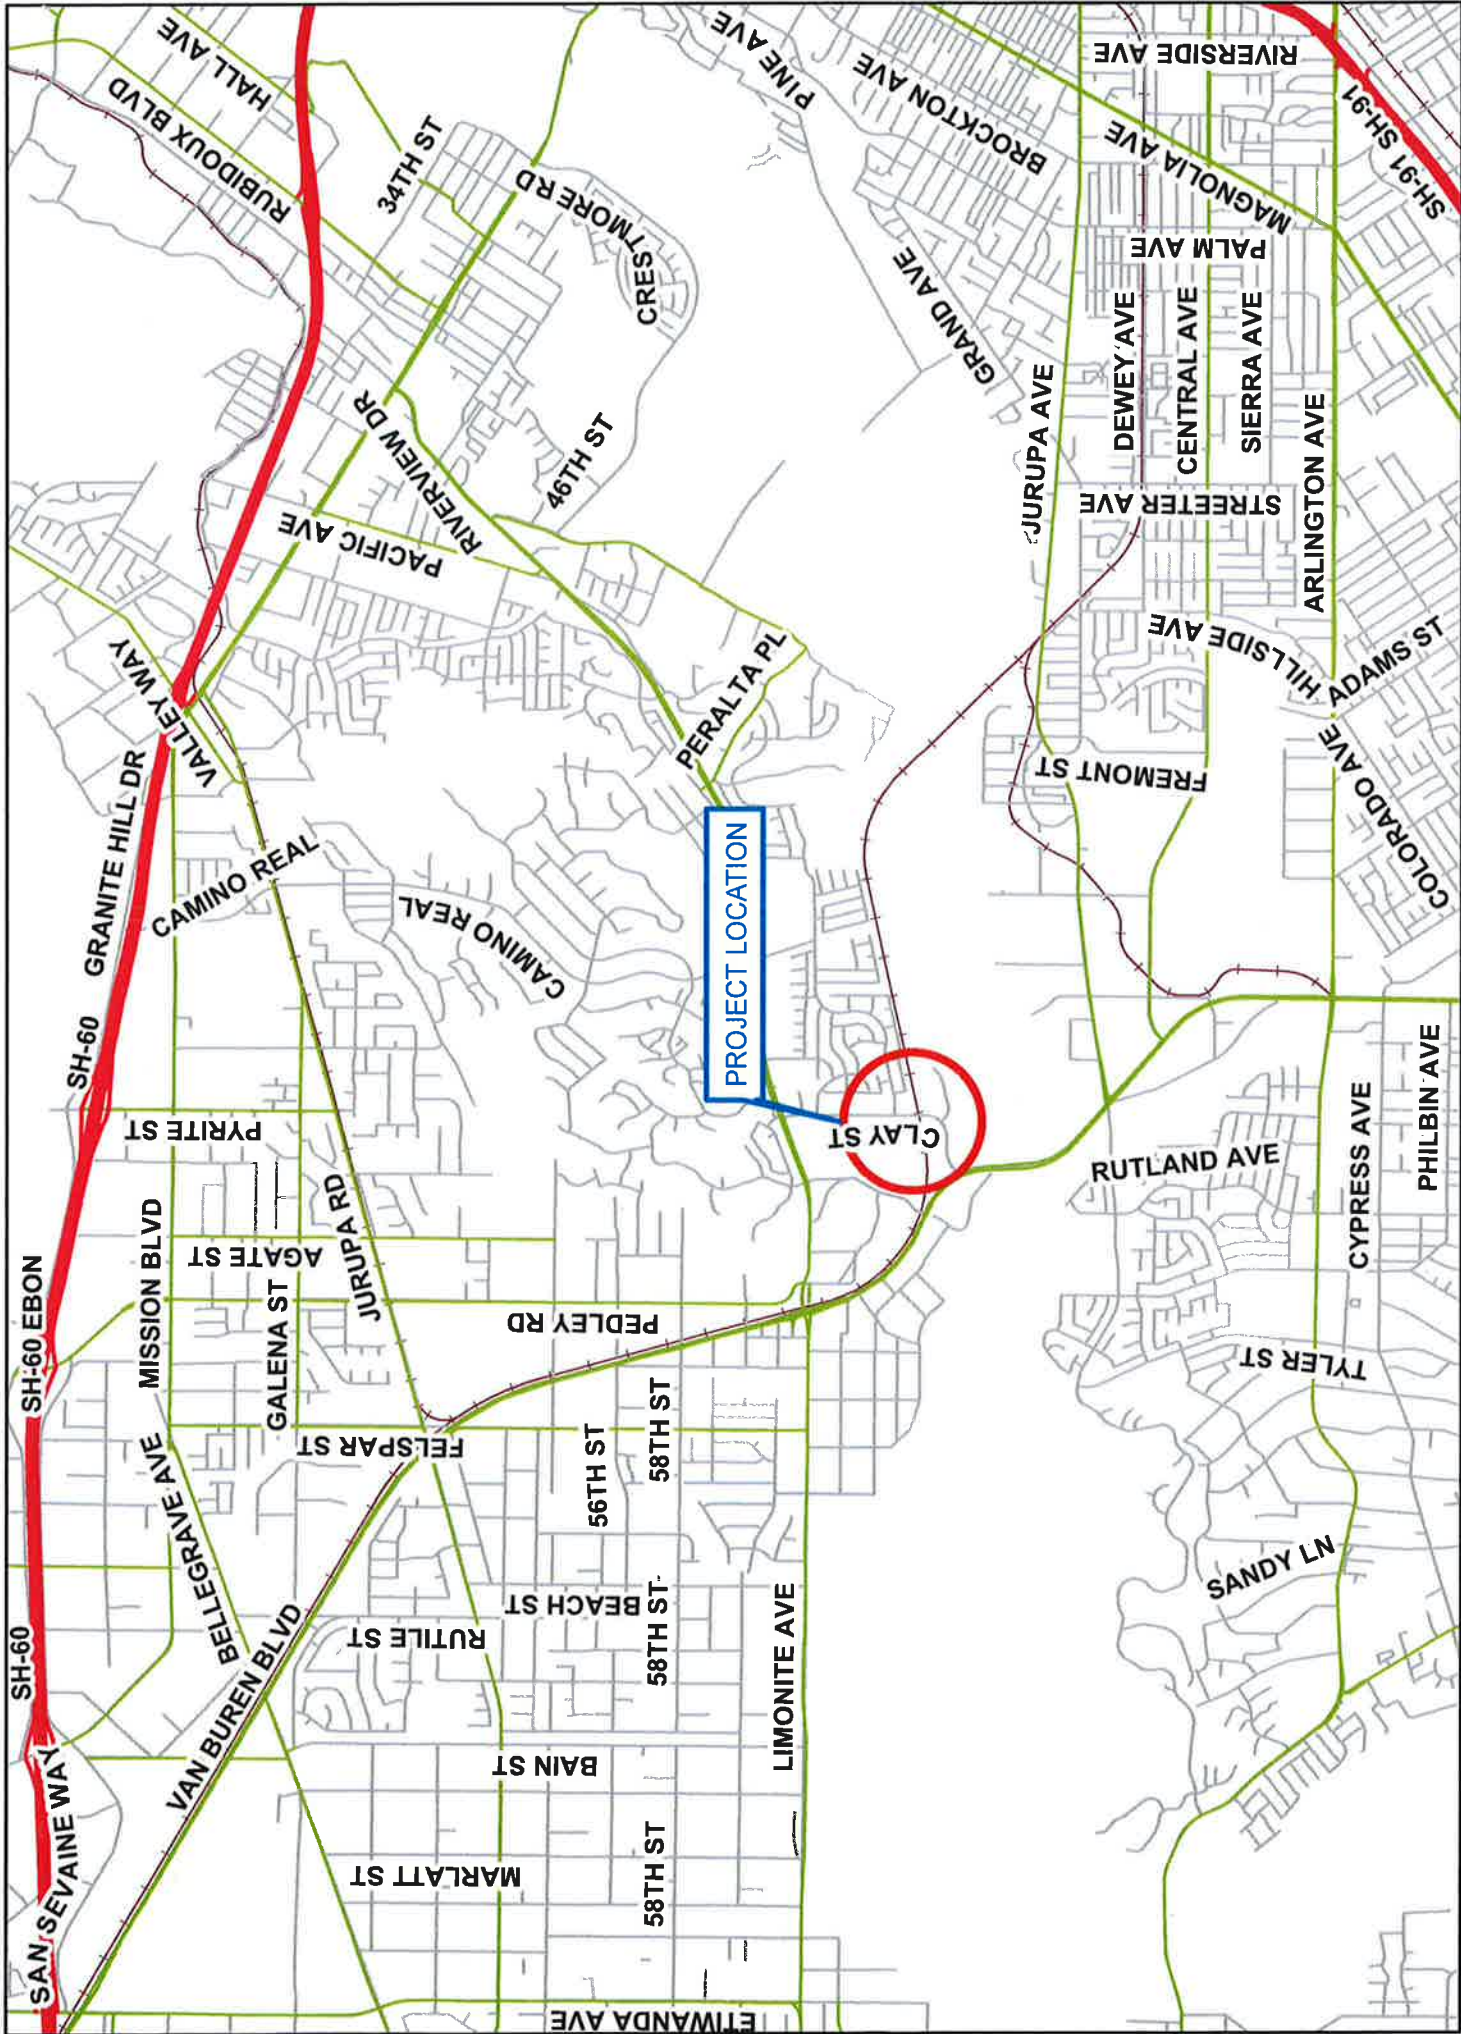 SAN SEVAINE WAY
SH-60
SH-60 EBON
SH-60
GRANITE HILL DR
VALLEY WAY
RUBIDOUX BLVD
HALL AVE
BELLEGRAVE AVE
MISSION BLVD
PYRITE ST
AGATE ST
GALENA ST
CAMINO REAL
34TH ST
VAN BUREN BLVD
FELSPAR ST
JURUPA RD
CAMINO REAL
PACIFIC AVE
RIVERVIEW DR
CRESTMORE RD
46TH ST
MARLATT ST
BAIN ST
RUTILE ST
BEACH ST
56TH ST
58TH ST
58TH ST
58TH ST
PEDLEY RD
PERALTA PL
PINE AVE
ETIWANDA AVE
LIMONITE AVE
PROJECT LOCATION
CLAY ST
GRAND AVE
BROCKTON AVE
JURUPA AVE
MAGNOLIA AVE
RIVERSIDE AVE
DEWEY AVE
PALM AVE
CENTRAL AVE
SIERRA AVE
STREETER AVE
FREMONT ST
HILLSIDE AVE
ARLINGTON AVE
ADAMS ST
COLORADO AVE
SH-91
SH-91
RUTLAND AVE
TYLER ST
CYPRESS AVE
PHILBIN AVE
SANDY LN